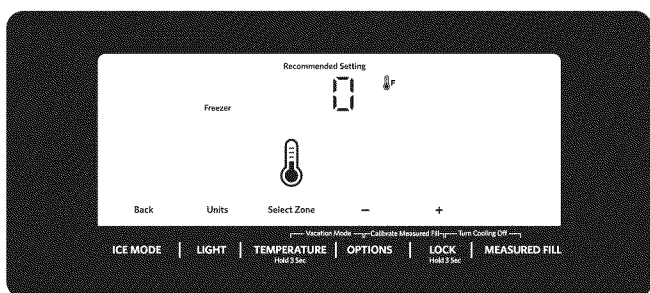 Recommended Setting
0 F
Freezer
Back Units Select Zone – +
Vacation Mode Calibrate Measured Fill Turn Cooling Off
ICE MODE | LIGHT | TEMPERATURE | OPTIONS | LOCK | MEASURED FILL
Hold 3 Sec Hold 3 Sec